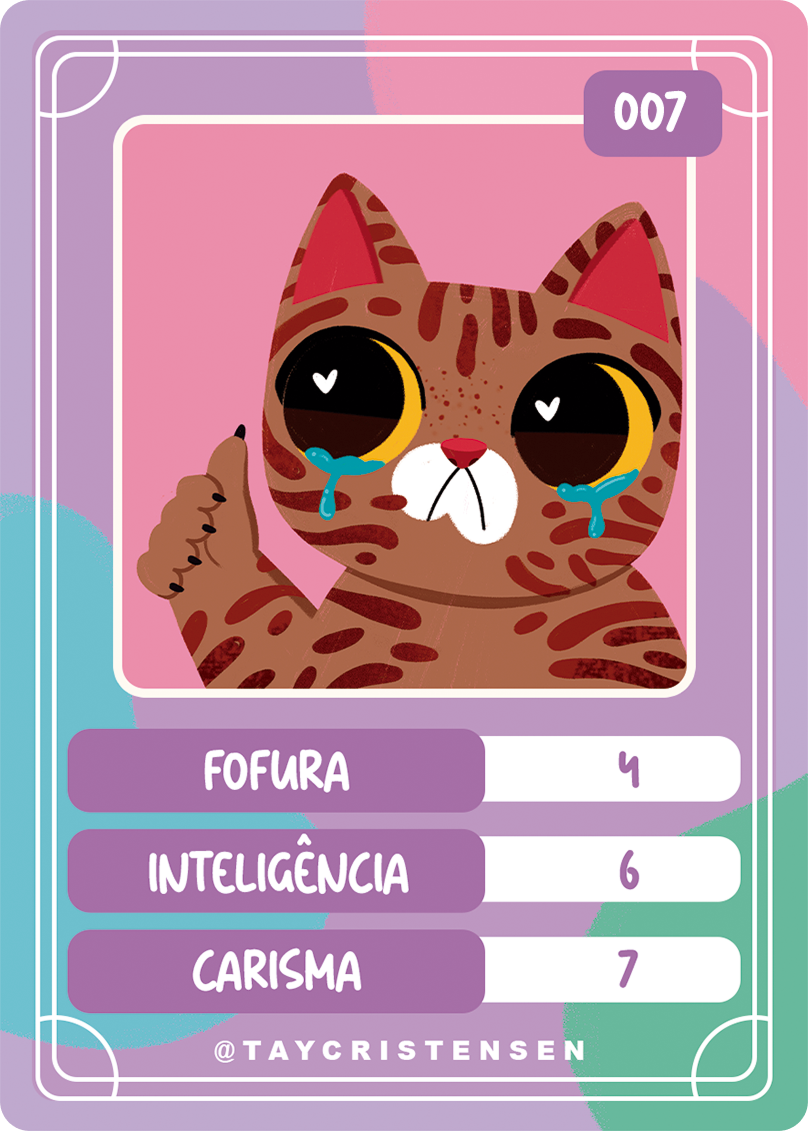 007
FOFURA
4
INTELIGÊNCIA
6
CARISMA
7
@TAYCRISTENSEN